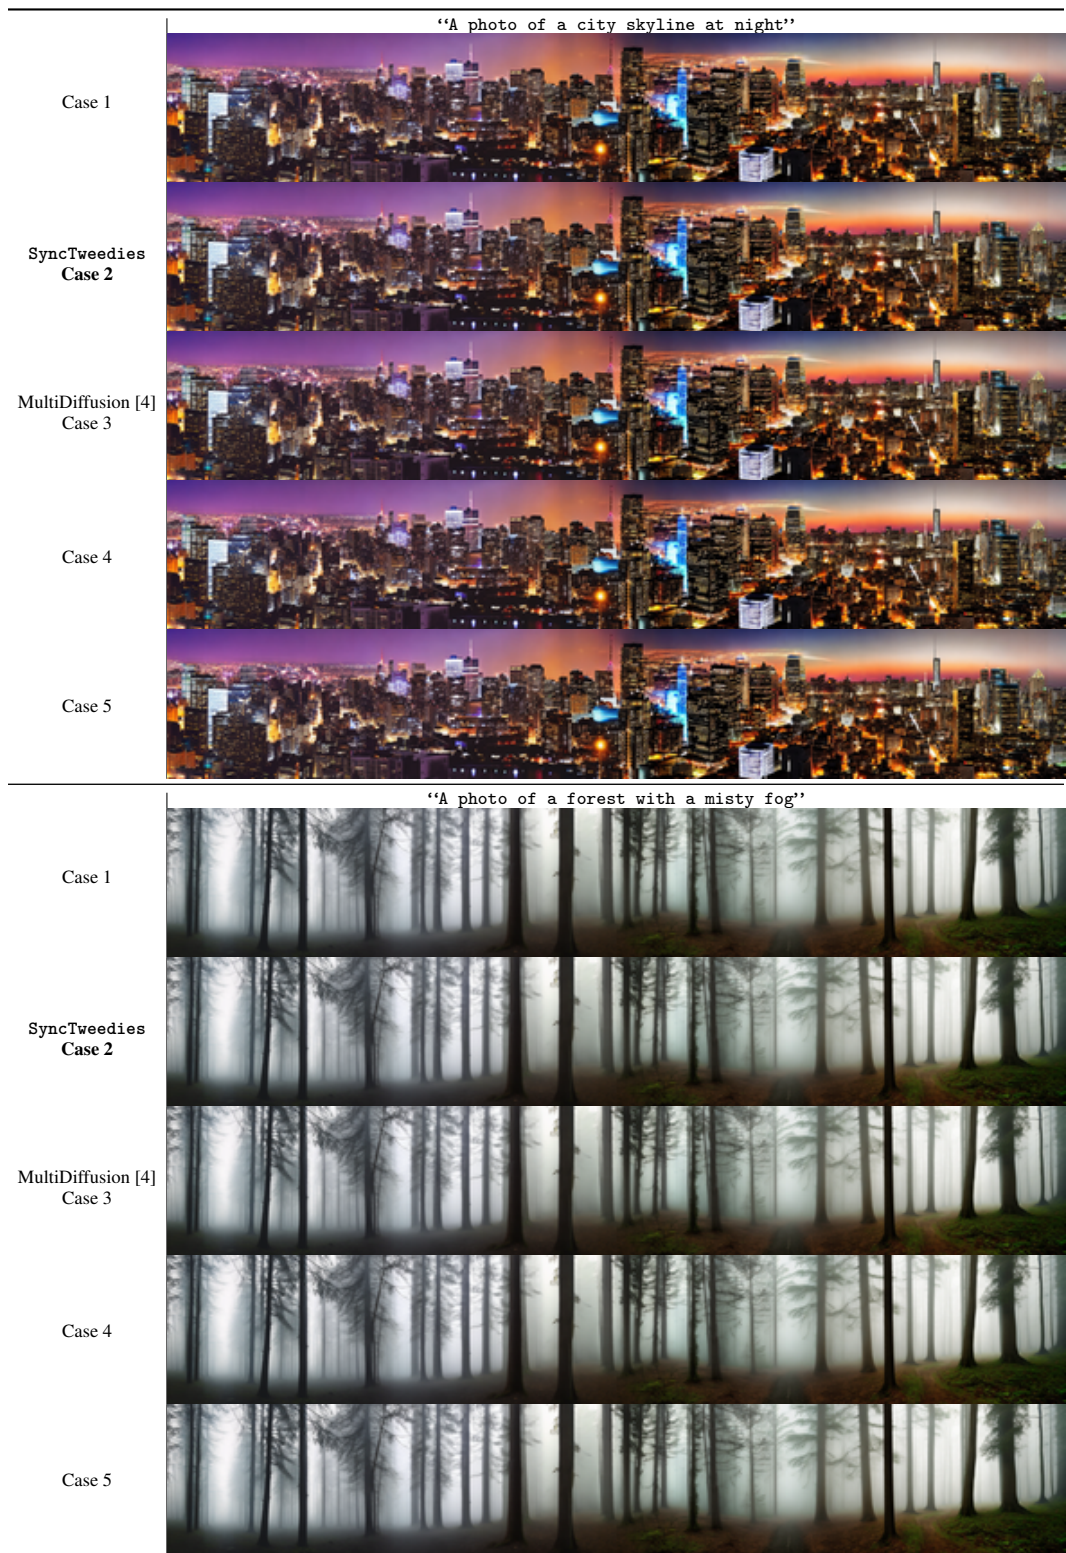 “A photo of a city skyline at night”
Case 1
SyncTweedies
Case 2
MultiDiffusion [4]
Case 3
Case 4
Case 5
“A photo of a forest with a misty fog”
Case 1
SyncTweedies
Case 2
MultiDiffusion [4]
Case 3
Case 4
Case 5